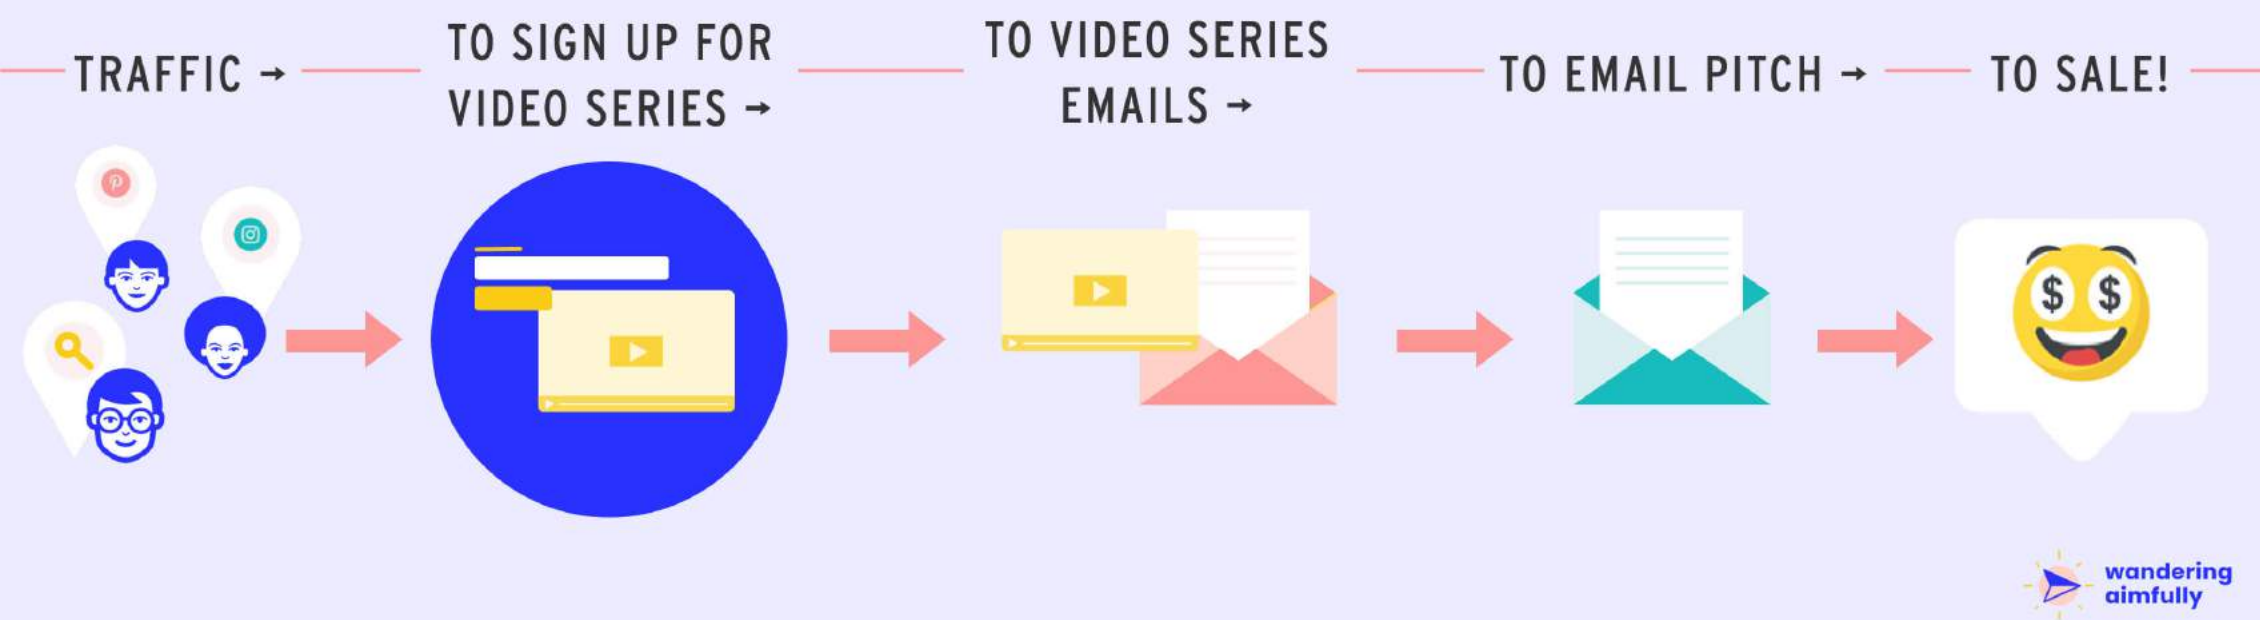 TRAFFIC →
TO SIGN UP FOR
VIDEO SERIES →
TO VIDEO SERIES
EMAILS →
TO EMAIL PITCH →
TO SALE!
$ $
wandering
aimfully